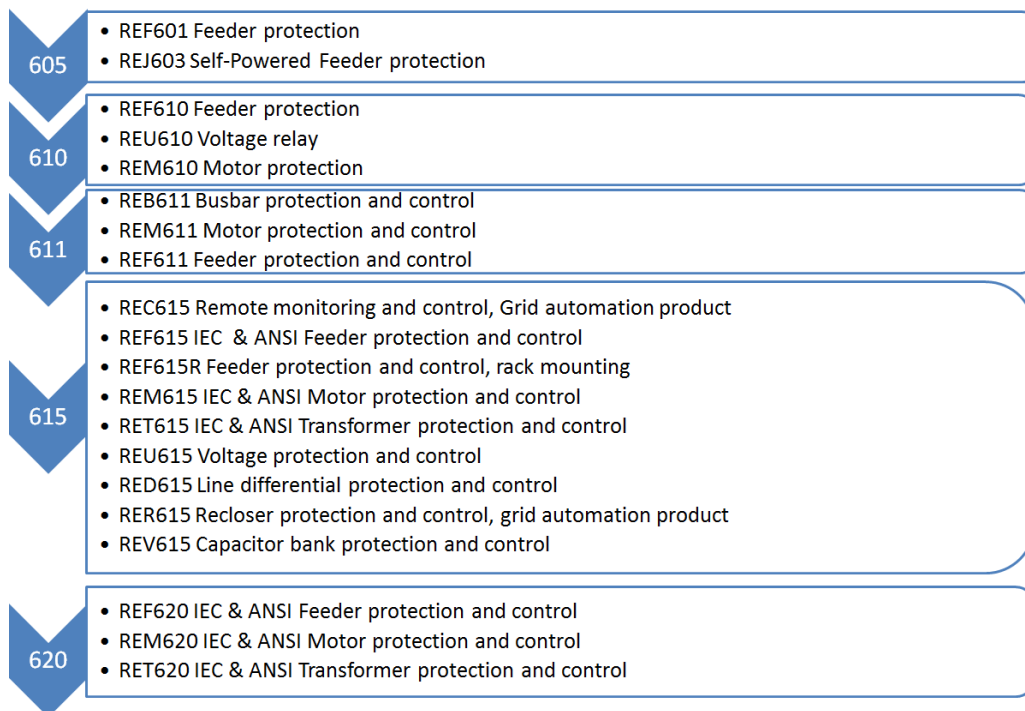 605
• REF601 Feeder protection
• REJ603 Self-Powered Feeder protection
610
• REF610 Feeder protection
• REU610 Voltage relay
• REM610 Motor protection
611
• REB611 Busbar protection and control
• REM611 Motor protection and control
• REF611 Feeder protection and control
615
• REC615 Remote monitoring and control, Grid automation product
• REF615 IEC & ANSI Feeder protection and control
• REF615R Feeder protection and control, rack mounting
• REM615 IEC & ANSI Motor protection and control
• RET615 IEC & ANSI Transformer protection and control
• REU615 Voltage protection and control
• RED615 Line differential protection and control
• RER615 Recloser protection and control, grid automation product
• REV615 Capacitor bank protection and control
620
• REF620 IEC & ANSI Feeder protection and control
• REM620 IEC & ANSI Motor protection and control
• RET620 IEC & ANSI Transformer protection and control